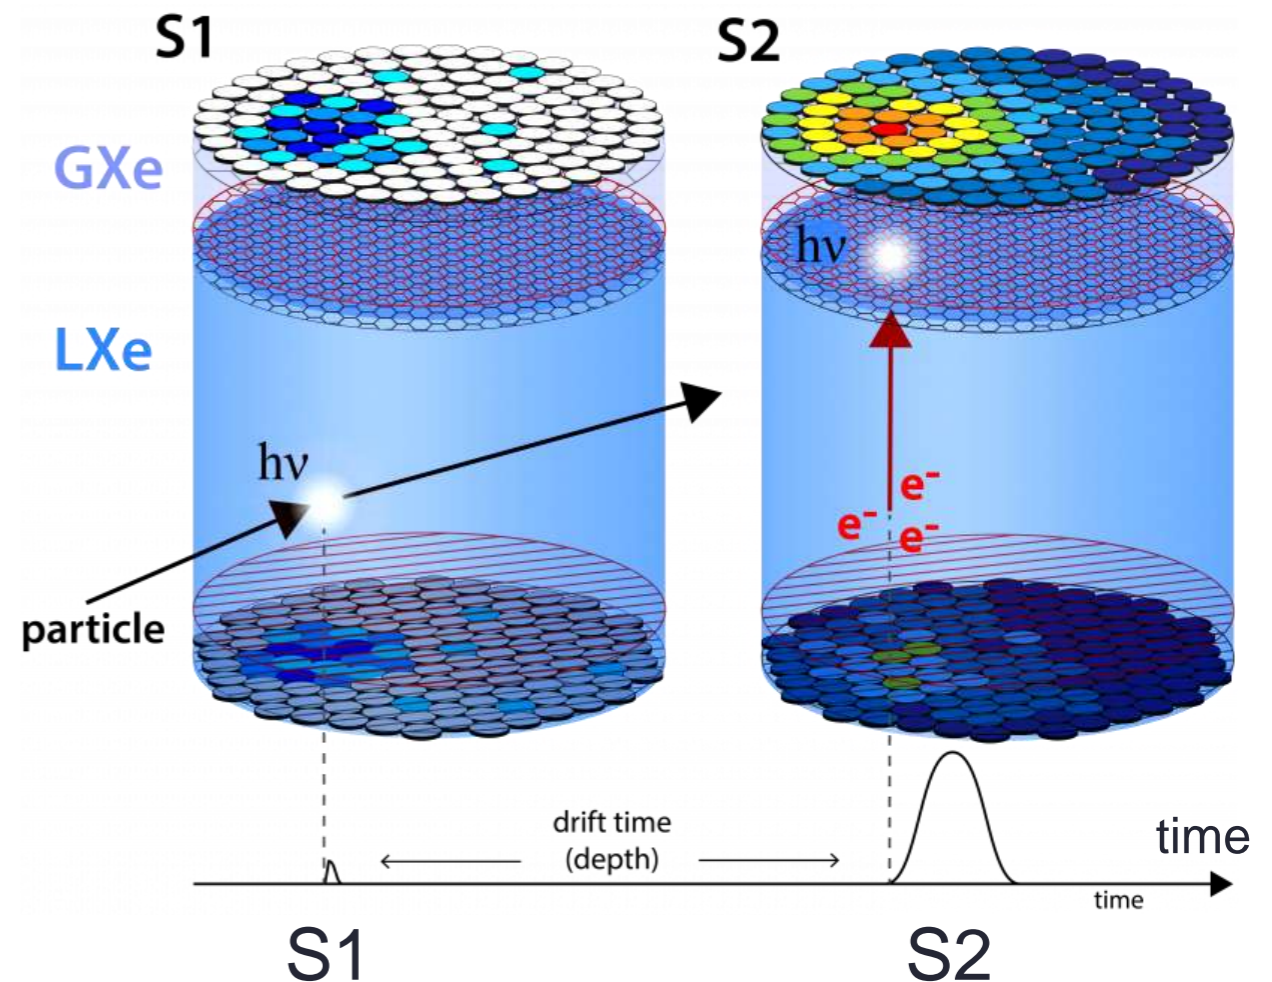 S1
S2
GXe
hν
LXe
hν
e-
e-
e-
particle
drift time
(depth)
time
time
S1
S2